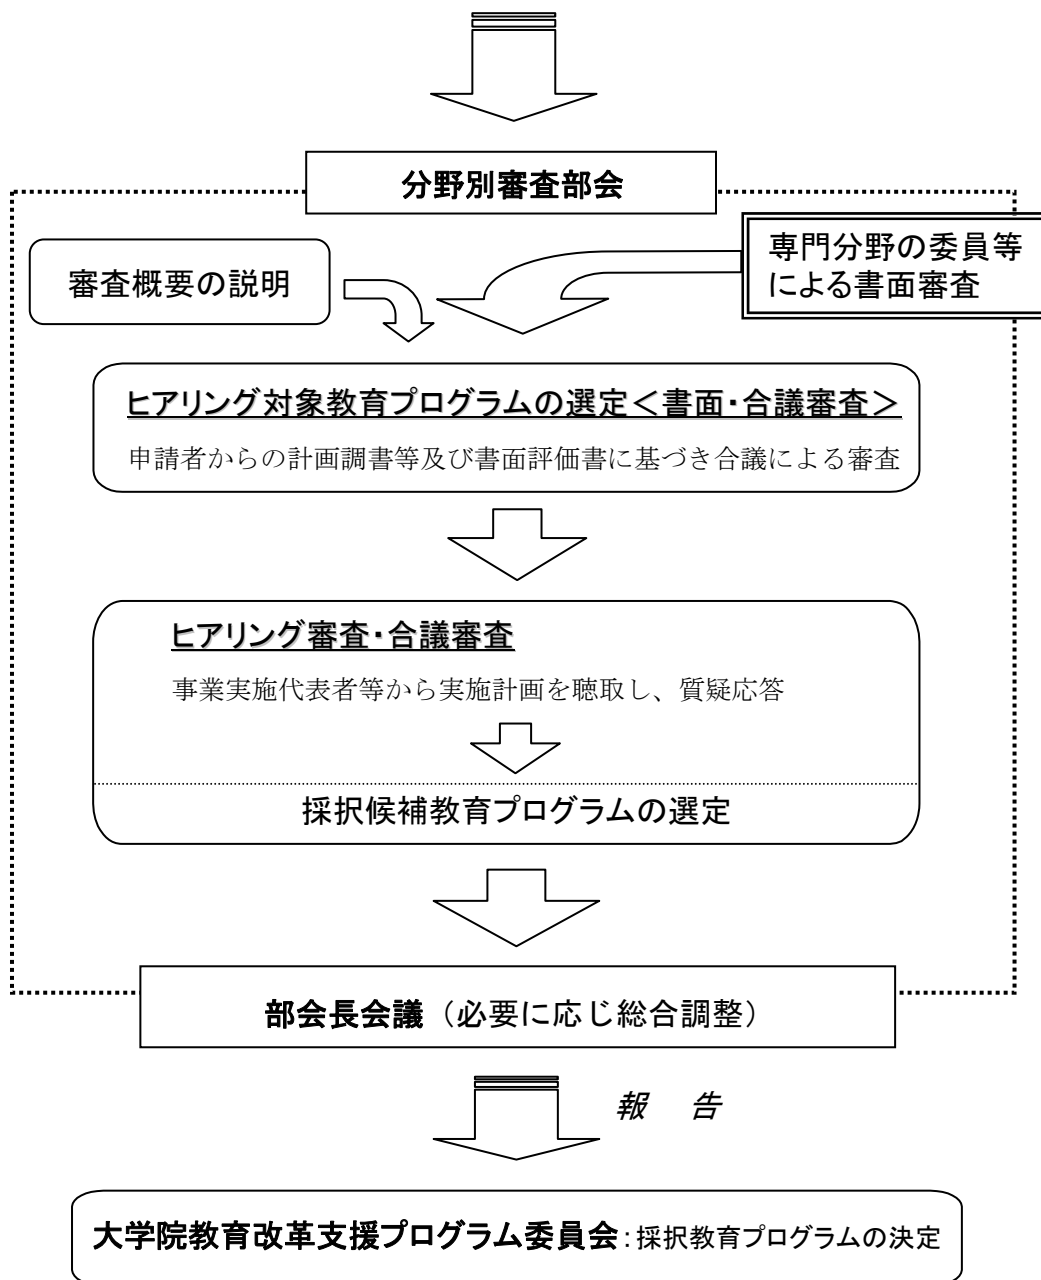 分野別審査部会
審査概要の説明
専門分野の委員等
による書面審査
ヒアリング対象教育プログラムの選定＜書面・合議審査＞
申請者からの計画調書等及び書面評価書に基づき合議による審査
ヒアリング審査・合議審査
事業実施代表者等から実施計画を聴取し、質疑応答
採択候補教育プログラムの選定
部会長会議（必要に応じ総合調整）
報　告
大学院教育改革支援プログラム委員会：採択教育プログラムの決定